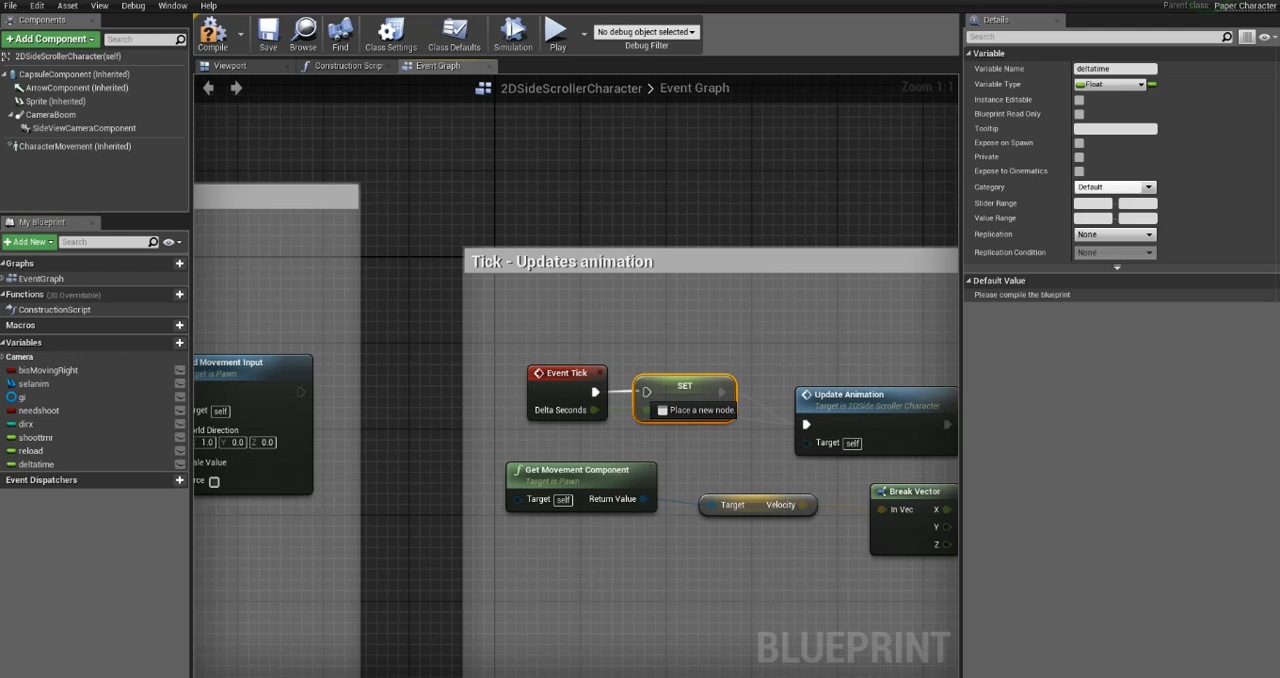 File Edit Asset View Debug Window Help
Parent class: Paper Character
Components
+Add Component
Search
2DSideScrollerCharacter(self)
CapsuleComponent (Inherited)
ArrowComponent (Inherited)
Sprite (Inherited)
CameraBoom
SideViewCameraComponent
CharacterMovement (Inherited)
My Blueprint
+Add New
Search
Graphs
EventGraph
Functions (30 Overridable)
ConstructionScript
Macros
Variables
Camera
bisMovingRight
selanim
gi
needshoot
dirx
shoottmr
reload
deltatime
Event Dispatchers
Compile
Save
Browse
Find
Class Settings
Class Defaults
Simulation
Play
No debug object selected
Debug Filter
Viewport
Construction Scrip
Event Graph
2DSideScrollerCharacter > Event Graph
Zoom 1:1
d Movement Input
rget is Pawn
rget self
orld Direction
1.0 Y 0.0 Z 0.0
ale Value
rce
Tick - Updates animation
Event Tick
Delta Seconds
SET
Place a new node.
Update Animation
Target is 2DSide Scroller Character
Target self
Get Movement Component
Target is Pawn
Target self Return Value
Target Velocity
Break Vector
In Vec X
Y
Z
BLUEPRINT
Details
Search
Variable
Variable Name deltatime
Variable Type Float
Instance Editable
Blueprint Read Only
Tooltip
Expose on Spawn
Private
Expose to Cinematics
Category Default
Slider Range
Value Range
Replication None
Replication Condition None
Default Value
Please compile the blueprint